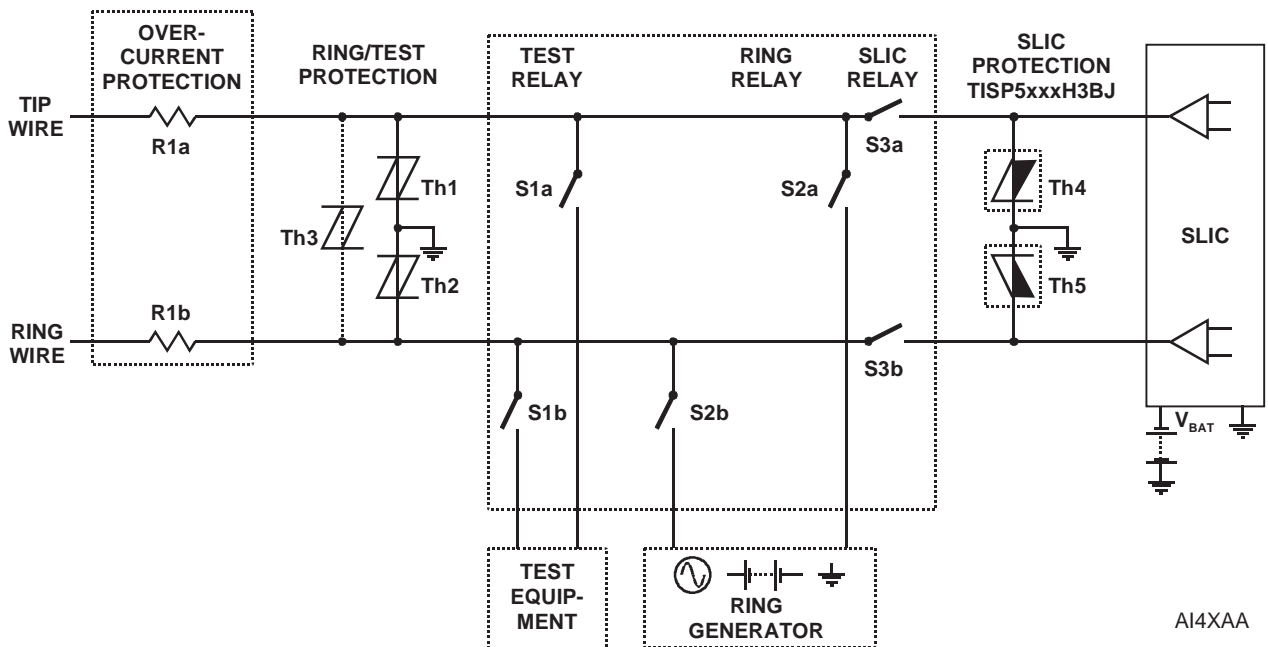 OVER-
CURRENT
PROTECTION
RING/TEST
PROTECTION
TEST
RELAY
RING
RELAY
SLIC
RELAY
SLIC
PROTECTION
TISP5xxxH3BJ
TIP
WIRE
R1a
S3a
Th1
S1a
S2a
Th4
Th3
SLIC
Th2
Th5
R1b
RING
WIRE
S3b
S1b
S2b
VBAT
TEST
EQUIP-
MENT
RING
GENERATOR
AI4XAA